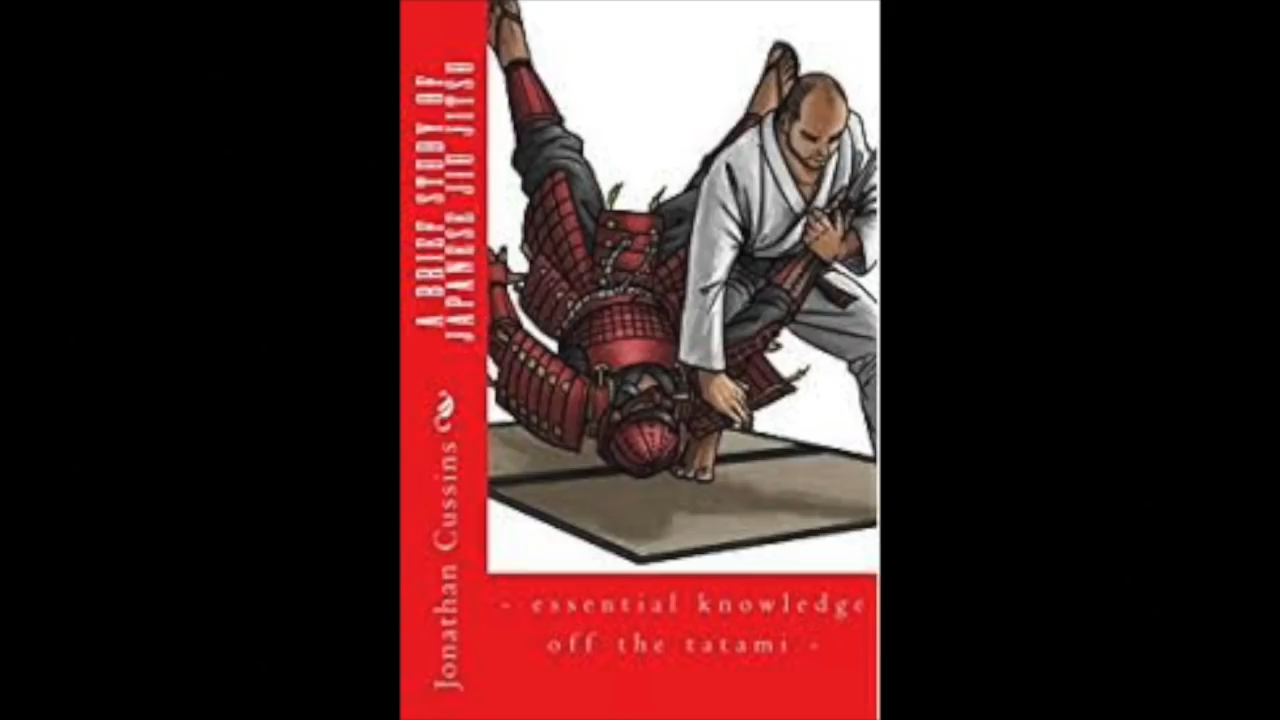 A BRIEF STUDY OF
JAPANESE JIU JITSU
Jonathan Cussins
- essential knowledge
off the tatami -